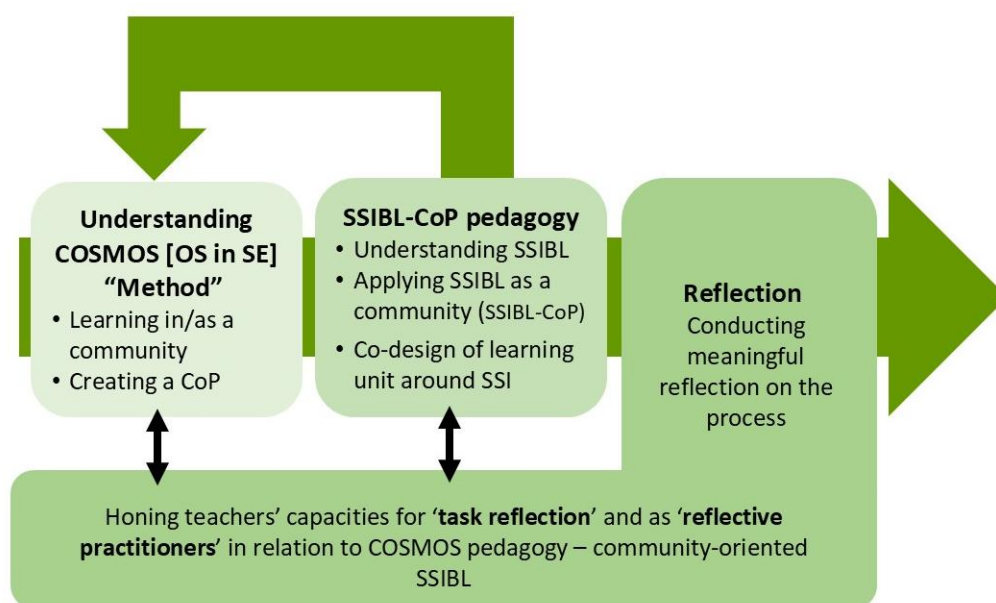 Understanding
COSMOS [OS in SE]
“Method”
• Learning in/as a
community
• Creating a CoP
SSIBL-CoP pedagogy
• Understanding SSIBL
• Applying SSIBL as a
community (SSIBL-CoP)
• Co-design of learning
unit around SSI
Reflection
Conducting
meaningful
reflection on the
process
Honing teachers’ capacities for ‘task reflection’ and as ‘reflective
practitioners’ in relation to COSMOS pedagogy – community-oriented
SSIBL